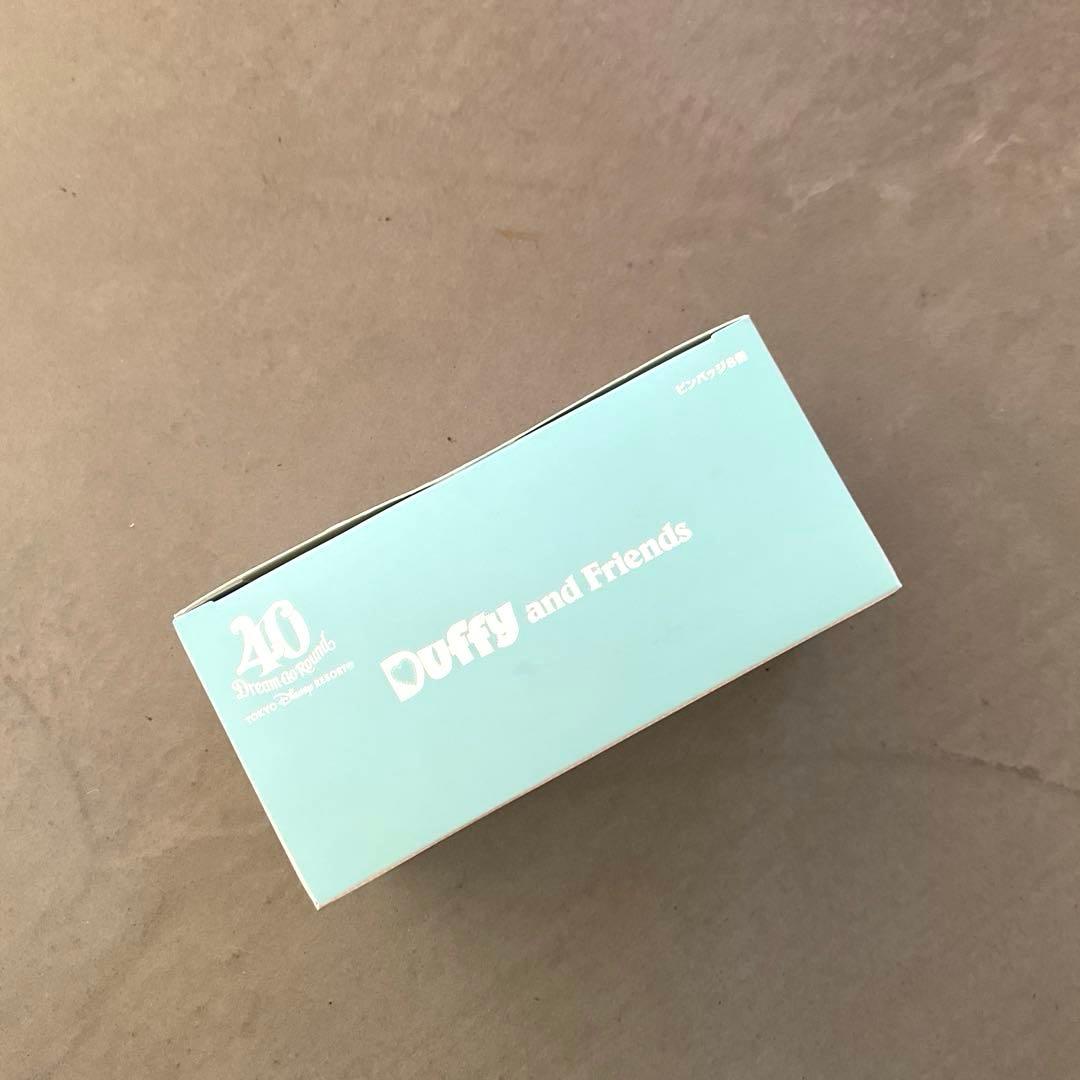 ピンバッジ8個
Duffy and Friends
40
Dream Go Round
TOKYO Disney RESORT®